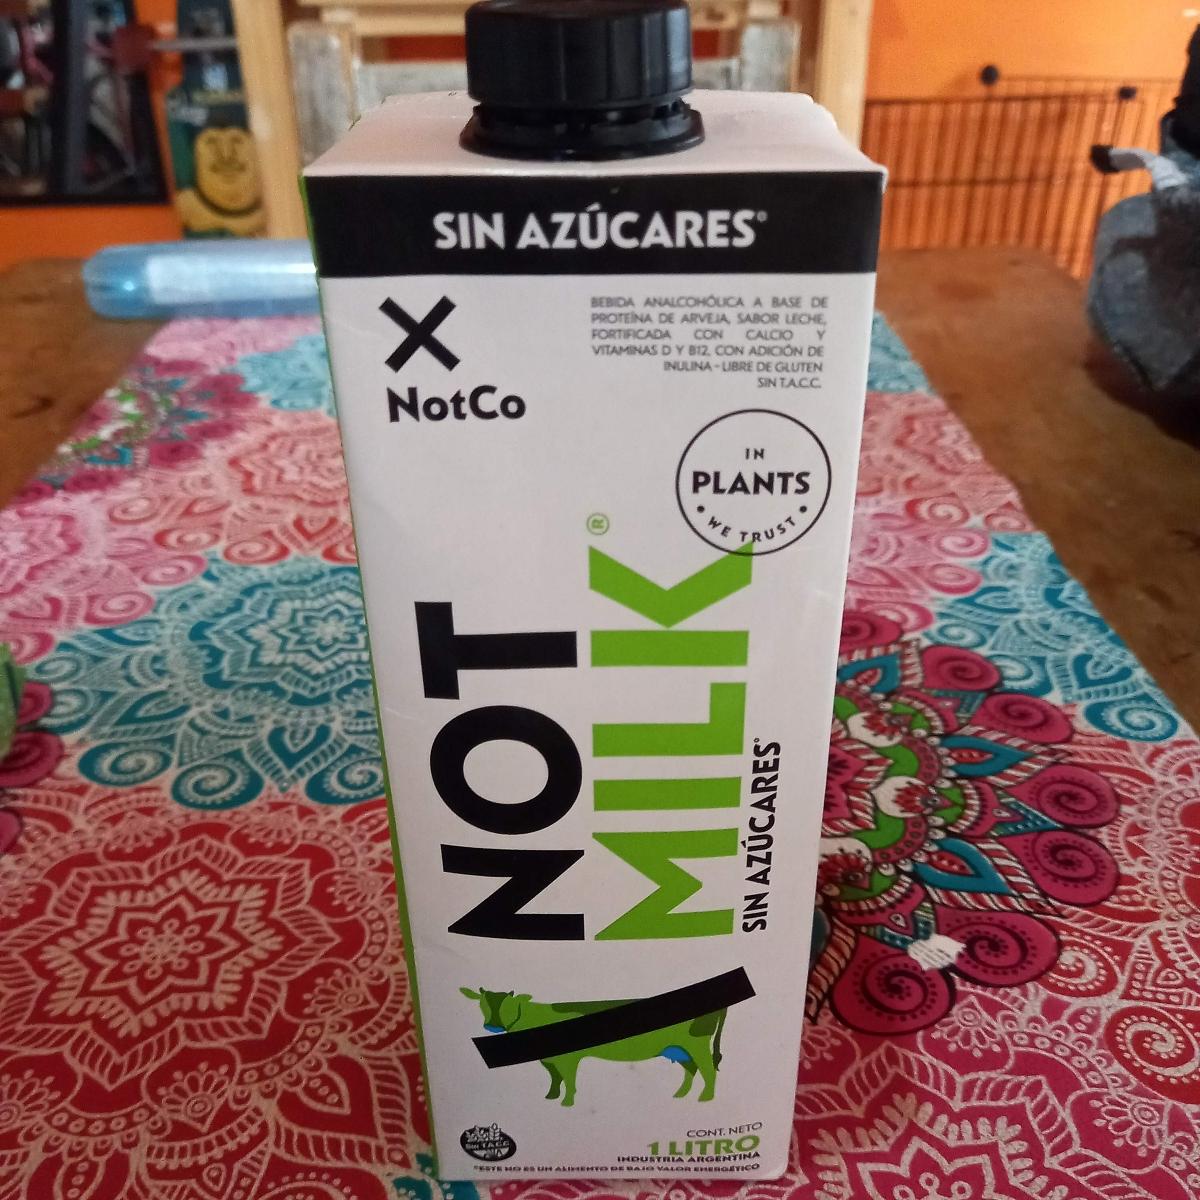 SIN AZÚCARES°
NotCo
BEBIDA ANALCOHÓLICA A BASE DE
PROTEÍNA DE ARVEJA, SABOR LECHE,
FORTIFICADA CON CALCIO Y
VITAMINAS D Y B12, CON ADICIÓN DE
INULINA - LIBRE DE GLUTEN
SIN T.A.C.C.
IN
PLANTS
• WE TRUST •
NOT
MILK®
SIN AZÚCARES°
Sin T.A.C.C.
CONT. NETO
1 LITRO
INDUSTRIA ARGENTINA
°ESTE NO ES UN ALIMENTO DE BAJO VALOR ENERGÉTICO